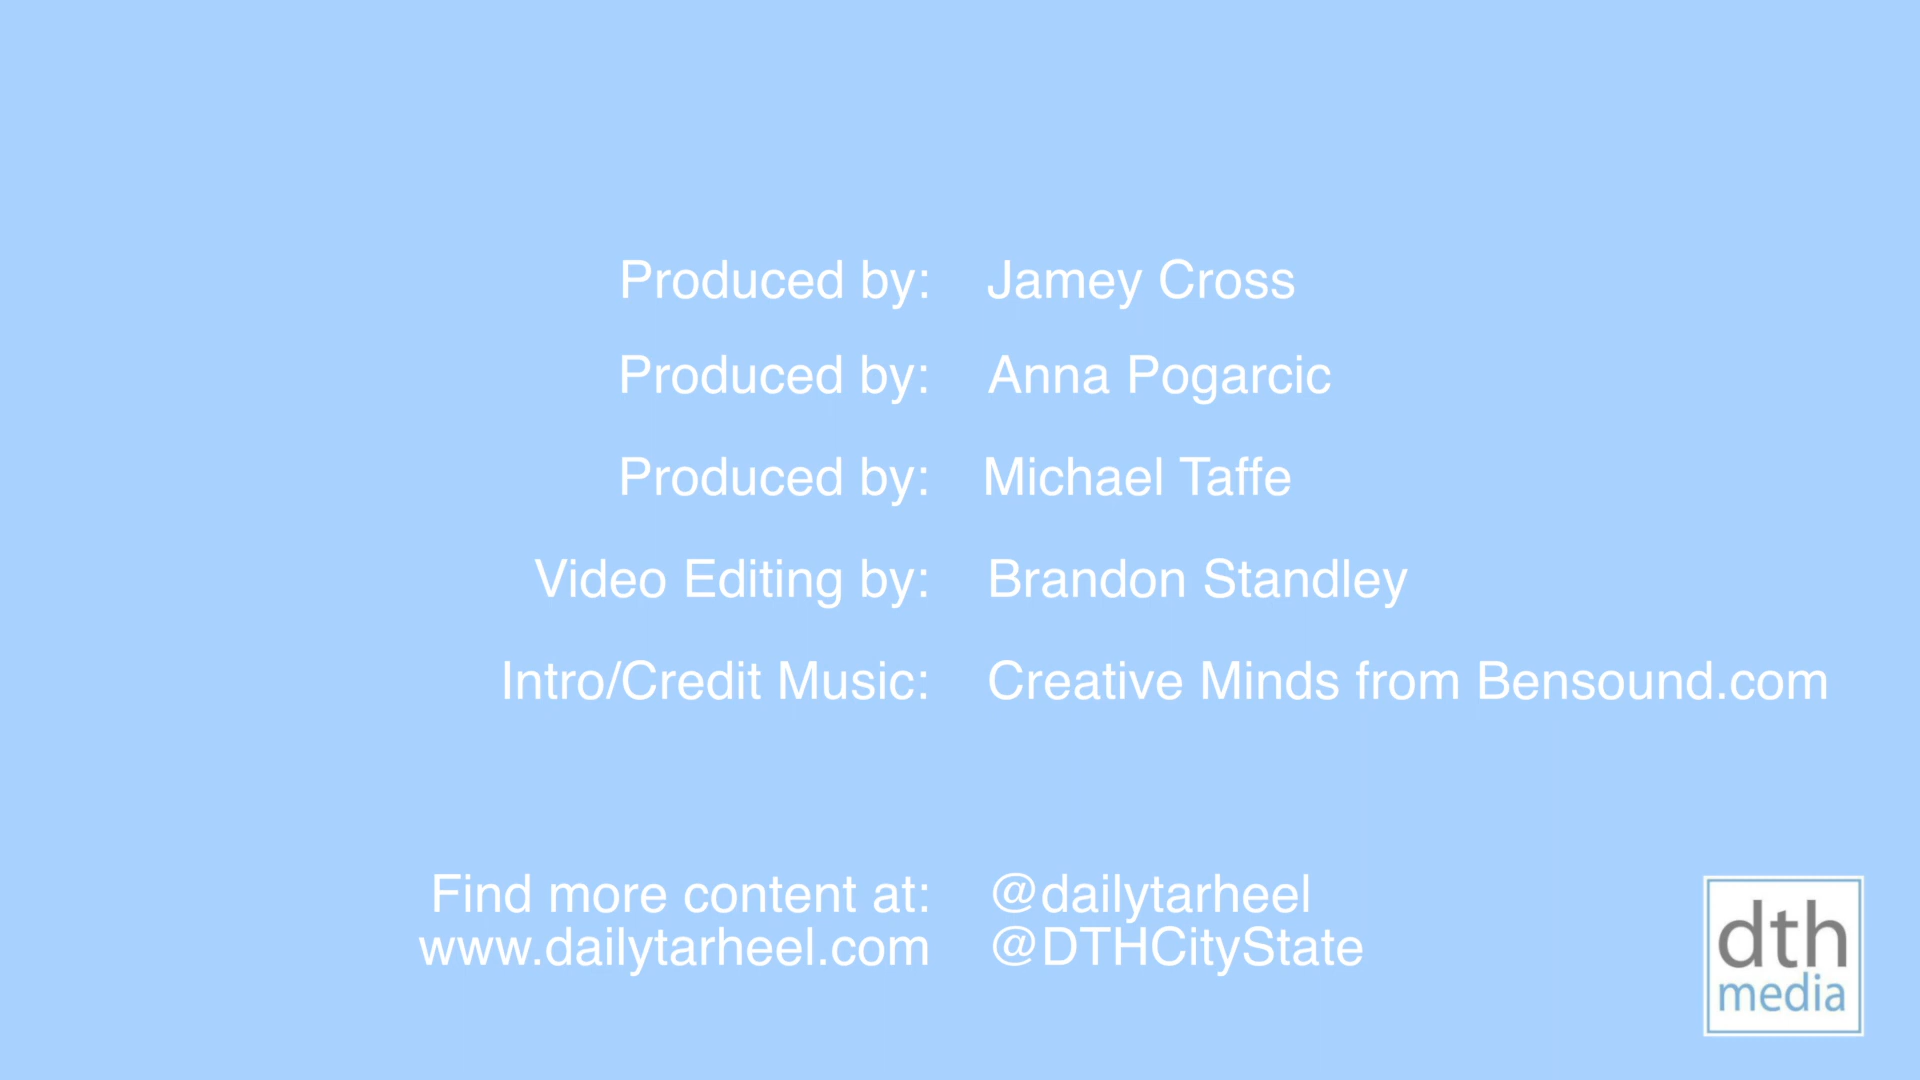 Produced by: Jamey Cross
Produced by: Anna Pogarcic
Produced by: Michael Taffe
Video Editing by: Brandon Standley
Intro/Credit Music: Creative Minds from Bensound.com
Find more content at: @dailytarheel
www.dailytarheel.com @DTHCityState
dth
media